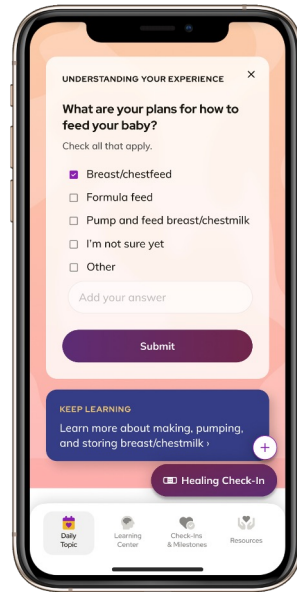 UNDERSTANDING YOUR EXPERIENCE
What are your plans for how to
feed your baby?
Check all that apply.
Breast/chestfeed
Formula feed
Pump and feed breast/chestmilk
I'm not sure yet
Other
Add your answer
Submit
KEEP LEARNING
Learn more about making, pumping,
and storing breast/chestmilk ›
Healing Check-In
Daily
Topic
Learning
Center
Check-Ins
& Milestones
Resources